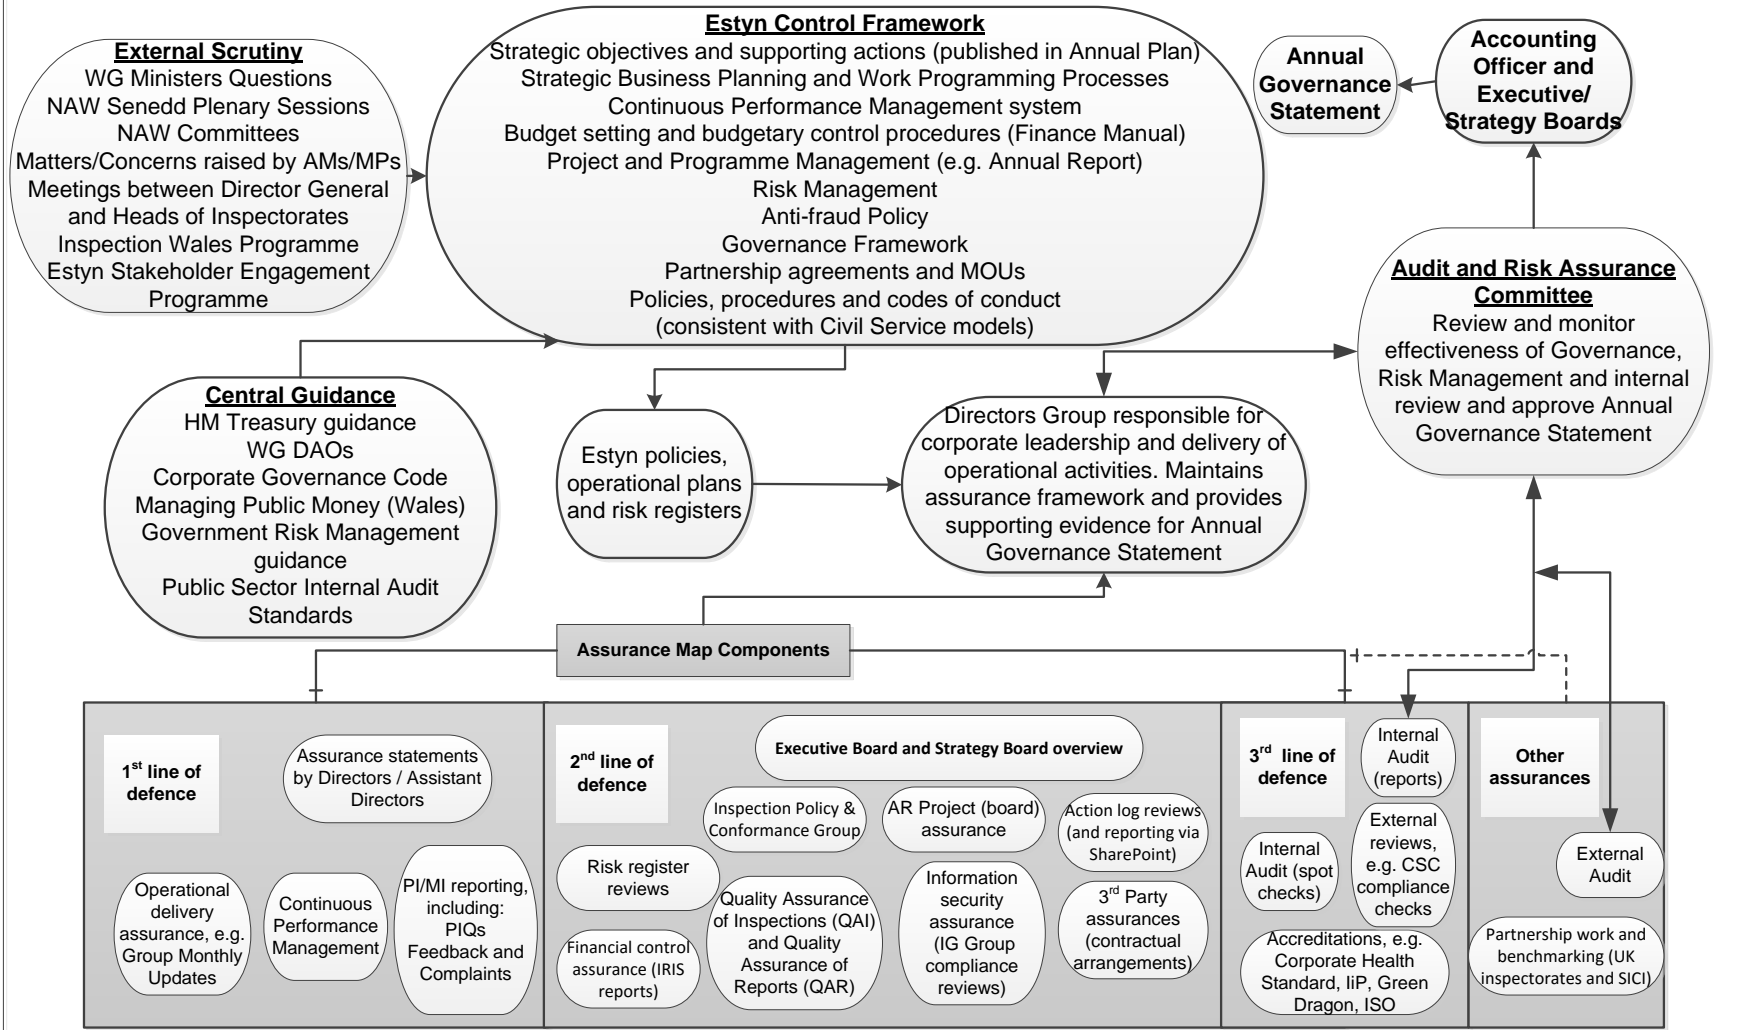 External Scrutiny
WG Ministers Questions
NAW Senedd Plenary Sessions
NAW Committees
Matters/Concerns raised by AMs/MPs
Meetings between Director General
and Heads of Inspectorates
Inspection Wales Programme
Estyn Stakeholder Engagement
Programme
Estyn Control Framework
Strategic objectives and supporting actions (published in Annual Plan)
Strategic Business Planning and Work Programming Processes
Continuous Performance Management system
Budget setting and budgetary control procedures (Finance Manual)
Project and Programme Management (e.g. Annual Report)
Risk Management
Anti-fraud Policy
Governance Framework
Partnership agreements and MOUs
Policies, procedures and codes of conduct
(consistent with Civil Service models)
Annual
Governance
Statement
Accounting
Officer and
Executive/
Strategy Boards
Audit and Risk Assurance
Committee
Review and monitor
effectiveness of Governance,
Risk Management and internal
review and approve Annual
Governance Statement
Central Guidance
HM Treasury guidance
WG DAOs
Corporate Governance Code
Managing Public Money (Wales)
Government Risk Management
guidance
Public Sector Internal Audit
Standards
Estyn policies,
operational plans
and risk registers
Directors Group responsible for
corporate leadership and delivery of
operational activities. Maintains
assurance framework and provides
supporting evidence for Annual
Governance Statement
Assurance Map Components
1st line of
defence
Assurance statements
by Directors / Assistant
Directors
Operational
delivery
assurance, e.g.
Group Monthly
Updates
Continuous
Performance
Management
PI/MI reporting,
including:
PIQs
Feedback and
Complaints
2nd line of
defence
Executive Board and Strategy Board overview
Inspection Policy &
Conformance Group
AR Project (board)
assurance
Action log reviews
(and reporting via
SharePoint)
Risk register
reviews
Financial control
assurance (IRIS
reports)
Quality Assurance
of Inspections (QAI)
and Quality
Assurance of
Reports (QAR)
Information
security
assurance
(IG Group
compliance
reviews)
3rd Party
assurances
(contractual
arrangements)
3rd line of
defence
Internal
Audit
(reports)
Internal
Audit (spot
checks)
External
reviews,
e.g. CSC
compliance
checks
Accreditations, e.g.
Corporate Health
Standard, IiP, Green
Dragon, ISO
Other
assurances
External
Audit
Partnership work and
benchmarking (UK
inspectorates and SICI)